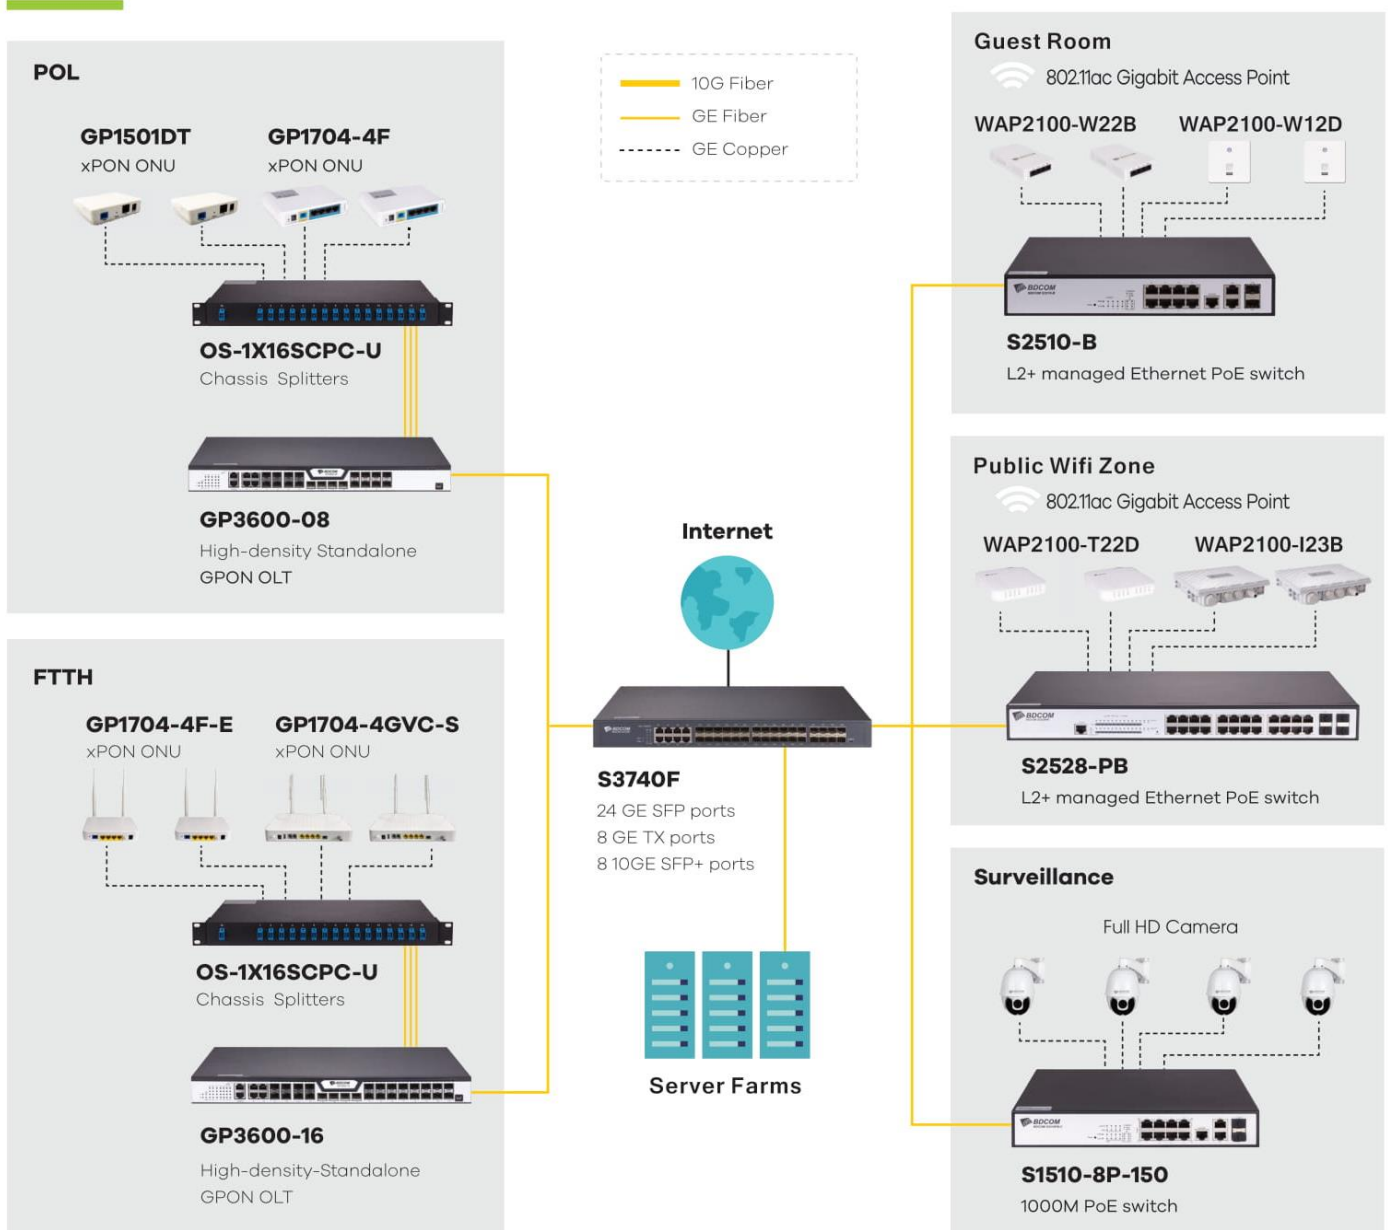 POL
GP1501DT
xPON ONU
GP1704-4F
xPON ONU
OS-1X16SCPC-U
Chassis Splitters
GP3600-08
High-density Standalone
GPON OLT
FTTH
GP1704-4F-E
xPON ONU
GP1704-4GVC-S
xPON ONU
OS-1X16SCPC-U
Chassis Splitters
BDCOM
GP3600-16
High-density-Standalone
GPON OLT
10G Fiber
GE Fiber
GE Copper
Internet
S3740F
24 GE SFP ports
8 GE TX ports
8 10GE SFP+ ports
Server Farms
Guest Room
802.11ac Gigabit Access Point
WAP2100-W22B
WAP2100-W12D
BDCOM
S2510-B
L2+ managed Ethernet PoE switch
Public Wifi Zone
802.11ac Gigabit Access Point
WAP2100-T22D
WAP2100-I23B
BDCOM
S2528-PB
L2+ managed Ethernet PoE switch
Surveillance
Full HD Camera
BDCOM
S1510-8P-150
1000M PoE switch